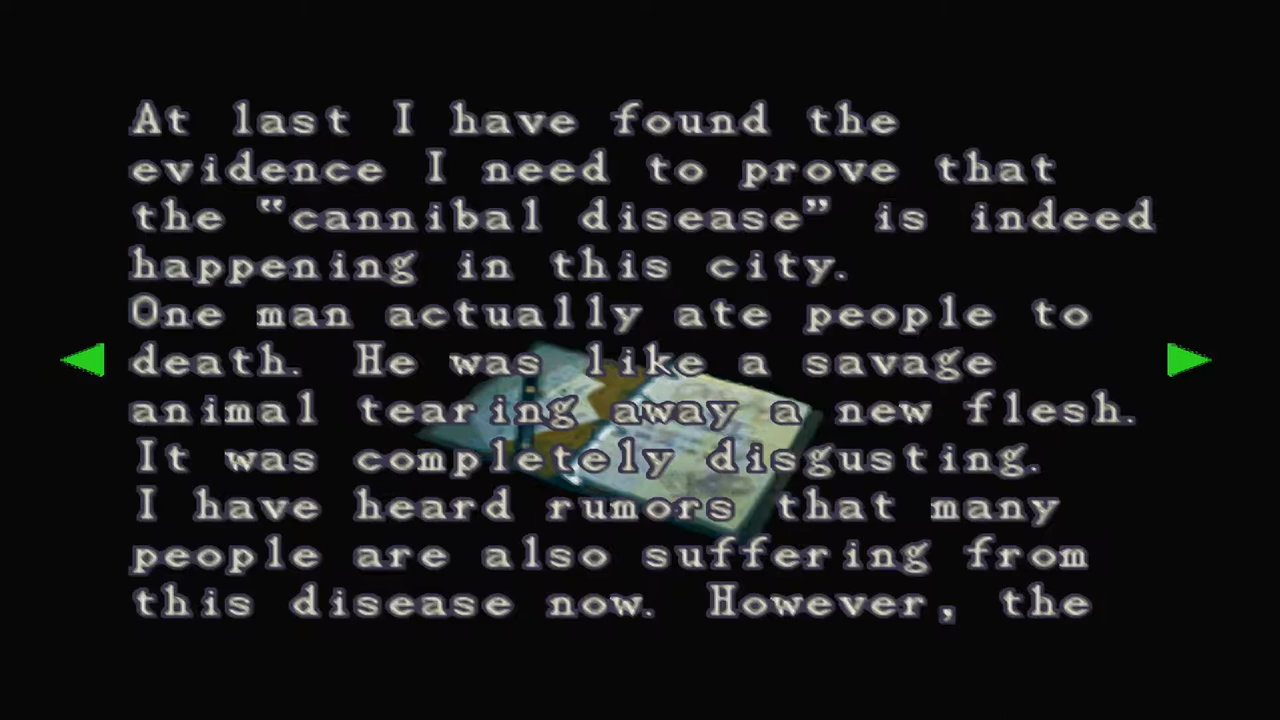 At last I have found the
evidence I need to prove that
the "cannibal disease" is indeed
happening in this city.
One man actually ate people to
death. He was like a savage
animal tearing away a new flesh.
It was completely disgusting.
I have heard rumors that many
people are also suffering from
this disease now. However, the